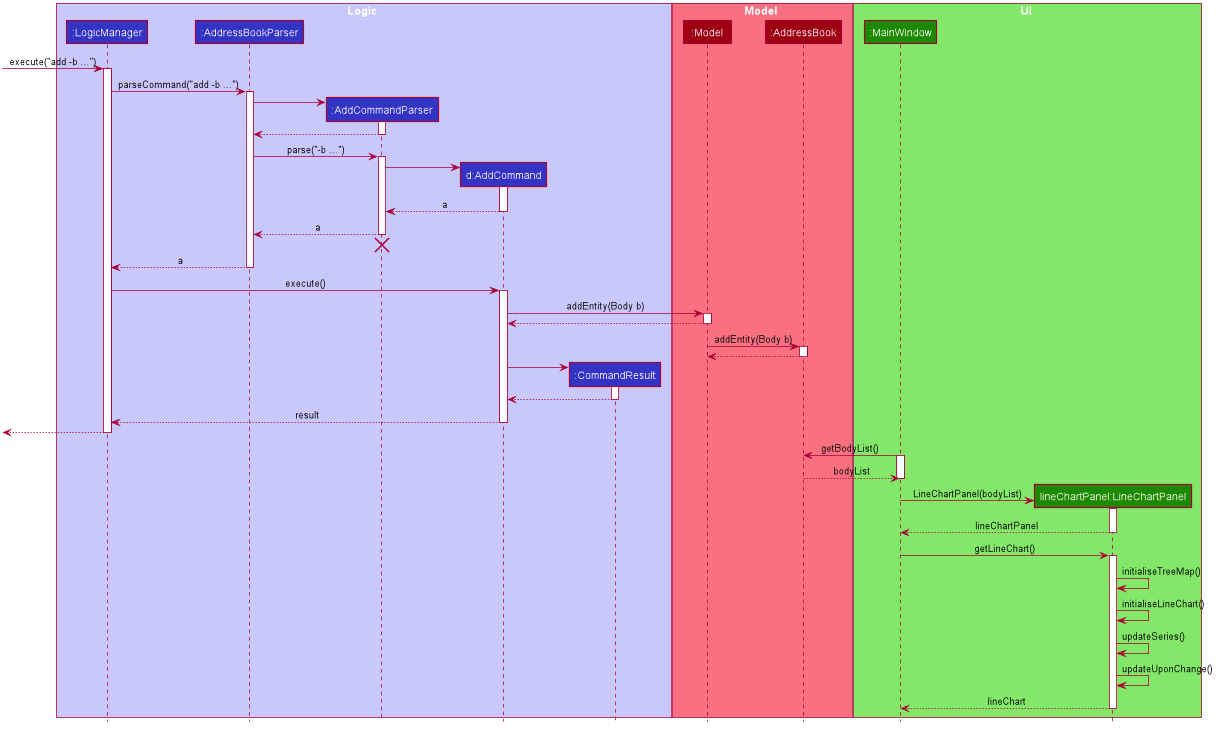 Logic
Model
Ui
:LogicManager
:AddressBookParser
:Model
:AddressBook
:MainWindow
execute("add -b ...")
parseCommand("add -b ...")
:AddCommandParser
parse("-b ...")
d:AddCommand
a
a
a
execute()
addEntity(Body b)
addEntity(Body b)
:CommandResult
result
getBodyList()
bodyList
LineChartPanel(bodyList)
lineChartPanel:LineChartPanel
lineChartPanel
getLineChart()
initialiseTreeMap()
initialiseLineChart()
updateSeries()
updateUponChange()
lineChart